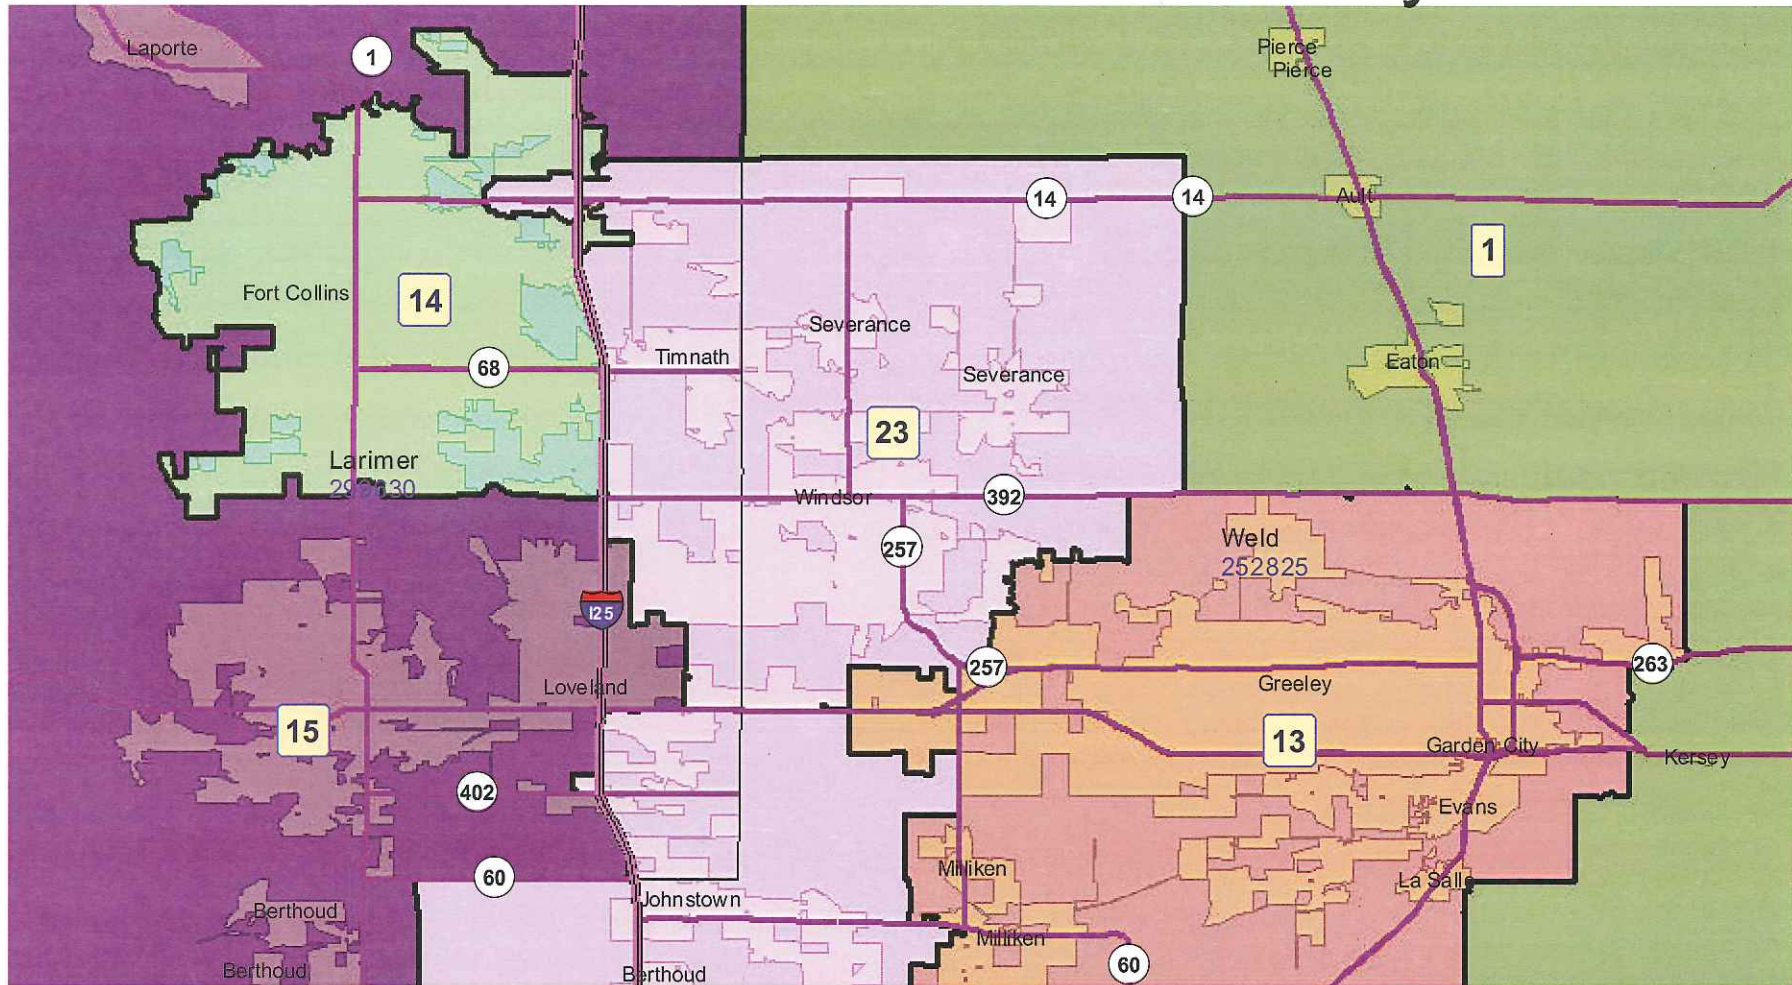 Laporte
1
Pierce
Pierce
14
14
Ault
1
Fort Collins
14
Severance
Timnath
68
Severance
Eaton
23
Larimer
Windsor
392
257
Weld
252825
I25
257
263
Loveland
Greeley
15
13
Garden City
Kersey
402
Evans
60
Milliken
La Salle
Johnstown
Berthoud
Milliken
Berthoud
Berthoud
60